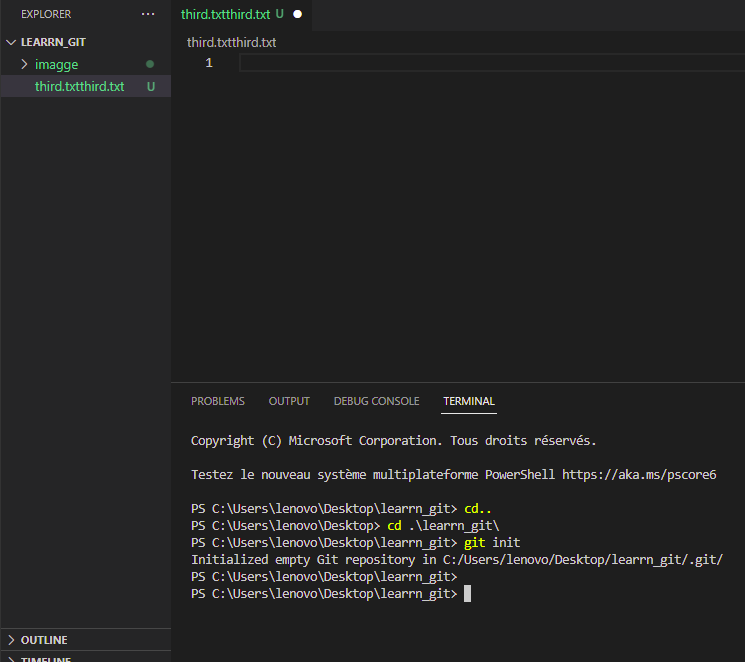 EXPLORER ···
LEARRN_GIT
imagge
third.txtthird.txt U
OUTLINE
TIMELINE
third.txtthird.txt U
third.txtthird.txt
1
PROBLEMS OUTPUT DEBUG CONSOLE TERMINAL
Copyright (C) Microsoft Corporation. Tous droits réservés.
Testez le nouveau système multiplateforme PowerShell https://aka.ms/pscore6
PS C:\Users\lenovo\Desktop\learrn_git> cd..
PS C:\Users\lenovo\Desktop> cd .\learrn_git\
PS C:\Users\lenovo\Desktop\learrn_git> git init
Initialized empty Git repository in C:/Users/lenovo/Desktop/learrn_git/.git/
PS C:\Users\lenovo\Desktop\learrn_git>
PS C:\Users\lenovo\Desktop\learrn_git>